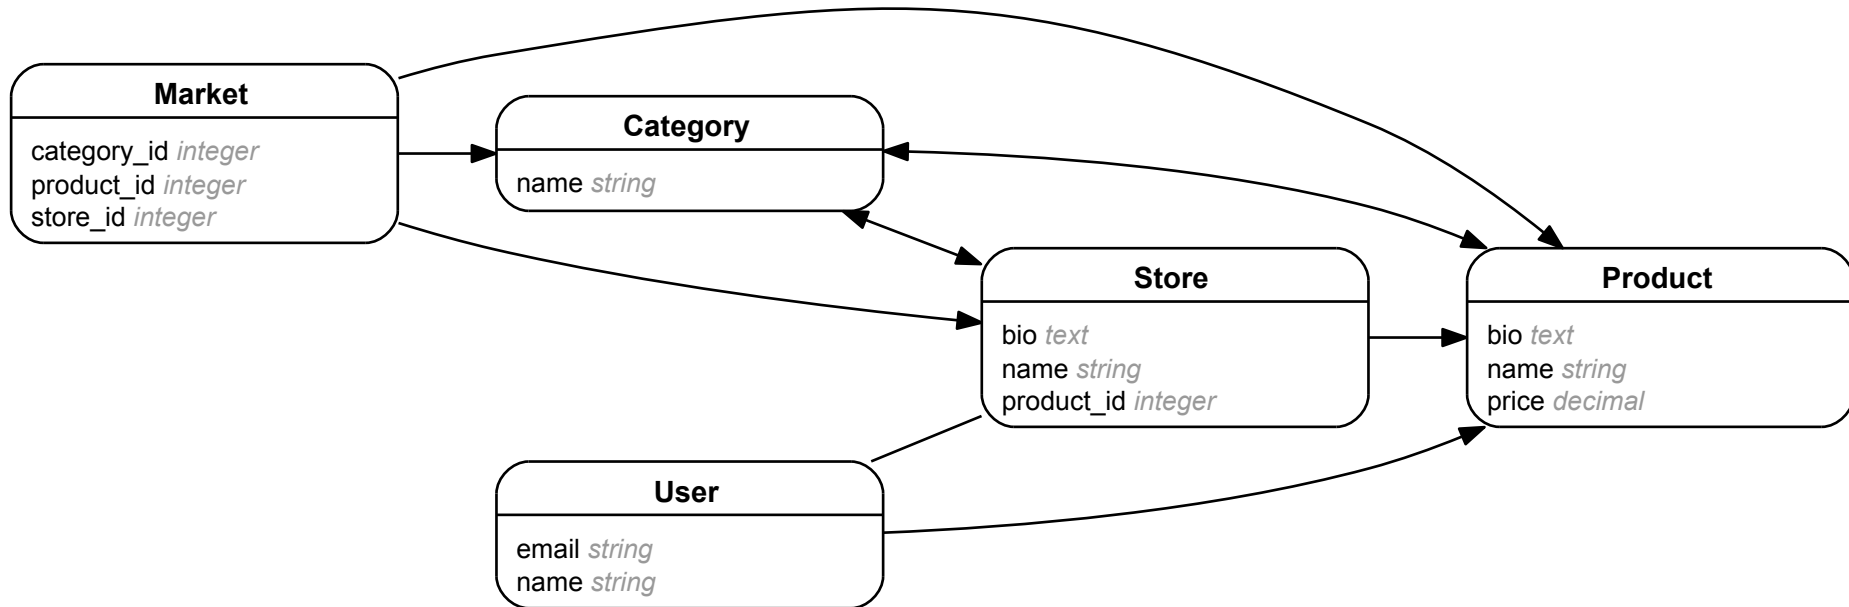 Market
category_id integer
product_id integer
store_id integer
Category
name string
Store
bio text
name string
product_id integer
Product
bio text
name string
price decimal
User
email string
name string